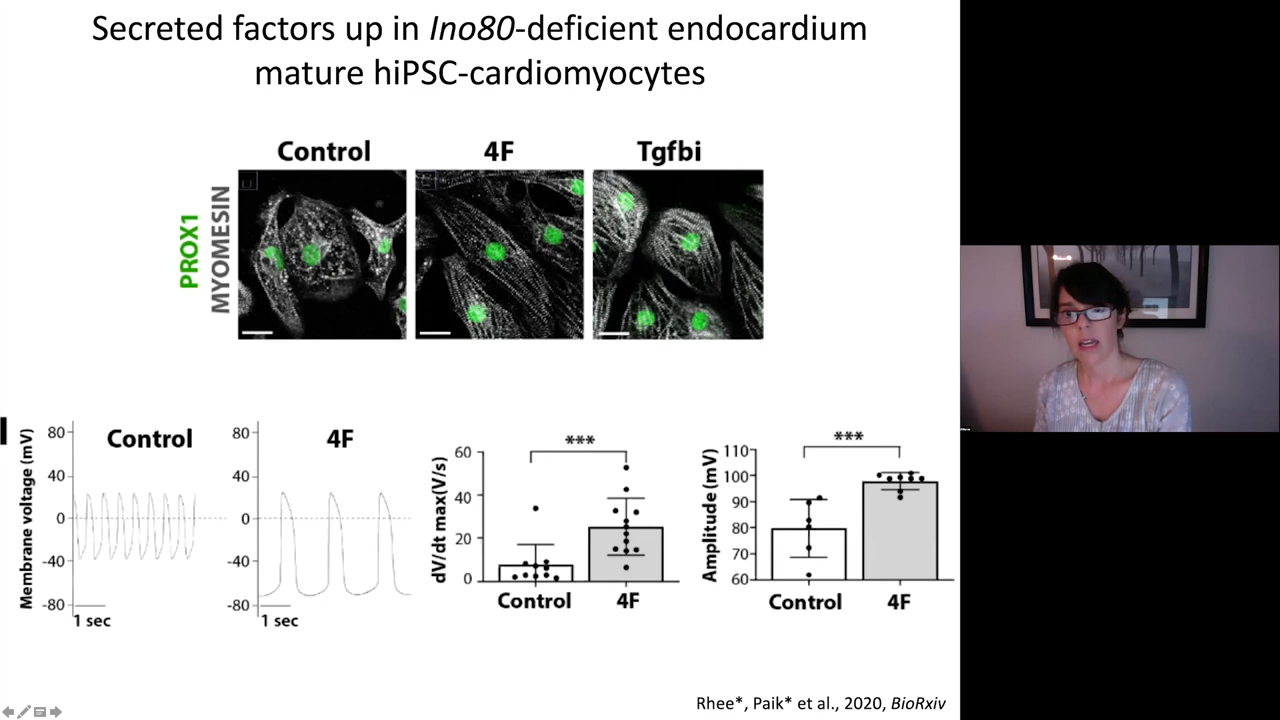 Secreted factors up in Ino80-deficient endocardium
mature hiPSC-cardiomyocytes
Control
4F
Tgfbi
PROX1
MYOMESIN
I
Membrane voltage (mV)
80
40
0
-40
-80
Control
1 sec
80
40
0
-40
-80
4F
1 sec
dV/dt max(V/s)
60
40
20
0
***
Control
4F
Amplitude (mV)
110
100
90
80
70
60
***
Control
4F
Rhee*, Paik* et al., 2020, BioRxiv